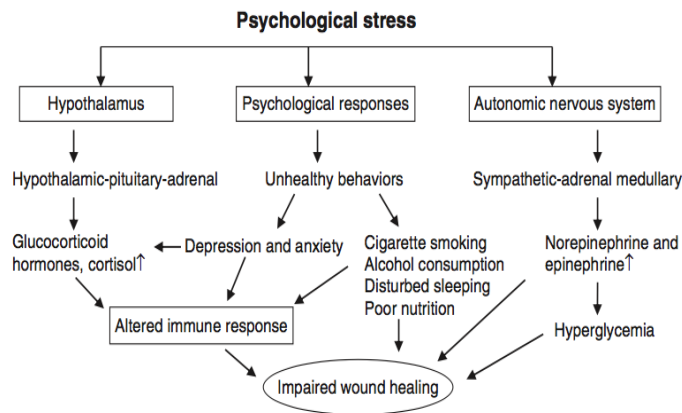 Psychological stress
Hypothalamus
Psychological responses
Autonomic nervous system
Hypothalamic-pituitary-adrenal
Unhealthy behaviors
Sympathetic-adrenal medullary
Glucocorticoid
hormones, cortisol↑
Depression and anxiety
Cigarette smoking
Alcohol consumption
Disturbed sleeping
Poor nutrition
Norepinephrine and
epinephrine↑
Altered immune response
Hyperglycemia
Impaired wound healing